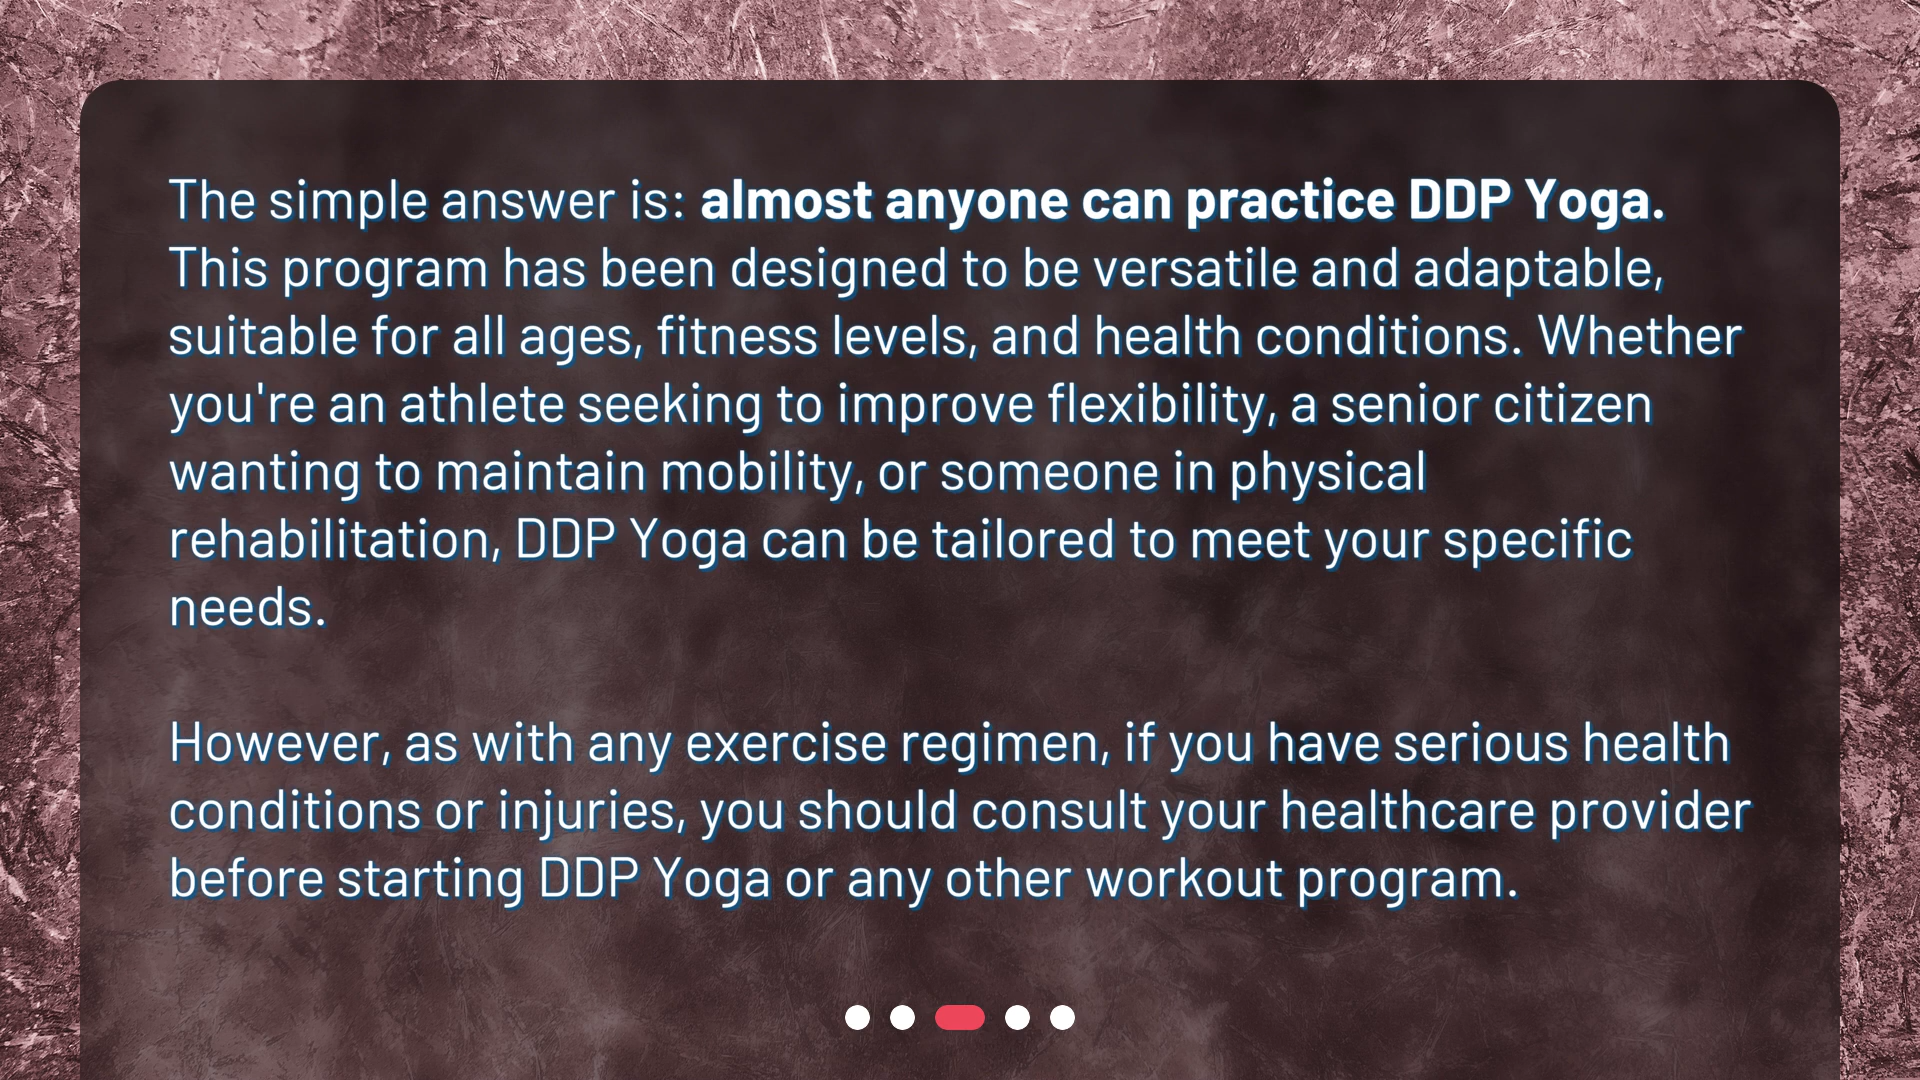 The simple answer is: almost anyone can practice DDP Yoga.
This program has been designed to be versatile and adaptable,
suitable for all ages, fitness levels, and health conditions. Whether
you're an athlete seeking to improve flexibility, a senior citizen
wanting to maintain mobility, or someone in physical
rehabilitation, DDP Yoga can be tailored to meet your specific
needs.
However, as with any exercise regimen, if you have serious health
conditions or injuries, you should consult your healthcare provider
before starting DDP Yoga or any other workout program.